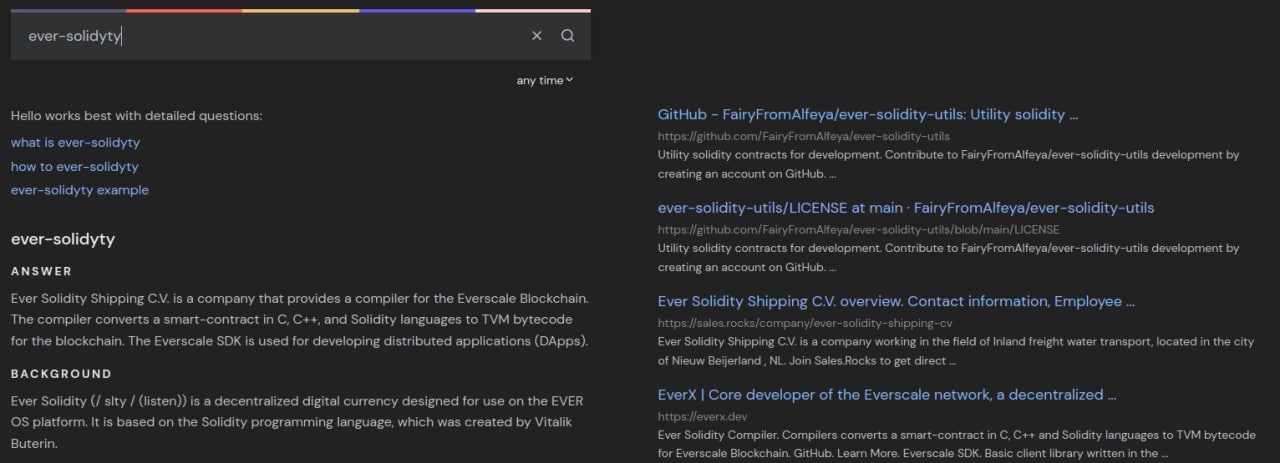 ever-solidyty
any time
Hello works best with detailed questions:
what is ever-solidyty
how to ever-solidyty
ever-solidyty example
ever-solidyty
ANSWER
Ever Solidity Shipping C.V. is a company that provides a compiler for the Everscale Blockchain.
The compiler converts a smart-contract in C, C++, and Solidity languages to TVM bytecode
for the blockchain. The Everscale SDK is used for developing distributed applications (DApps).
BACKGROUND
Ever Solidity (/ slty / (listen)) is a decentralized digital currency designed for use on the EVER
OS platform. It is based on the Solidity programming language, which was created by Vitalik
Buterin.
GitHub - FairyFromAlfeya/ever-solidity-utils: Utility solidity ...
https://github.com/FairyFromAlfeya/ever-solidity-utils
Utility solidity contracts for development. Contribute to FairyFromAlfeya/ever-solidity-utils development by
creating an account on GitHub. ...
ever-solidity-utils/LICENSE at main · FairyFromAlfeya/ever-solidity-utils
https://github.com/FairyFromAlfeya/ever-solidity-utils/blob/main/LICENSE
Utility solidity contracts for development. Contribute to FairyFromAlfeya/ever-solidity-utils development by
creating an account on GitHub. ...
Ever Solidity Shipping C.V. overview. Contact information, Employee ...
https://sales.rocks/company/ever-solidity-shipping-cv
Ever Solidity Shipping C.V. is a company working in the field of Inland freight water transport, located in the city
of Nieuw Beijerland , NL. Join Sales.Rocks to get direct ...
EverX | Core developer of the Everscale network, a decentralized ...
https://everx.dev
Ever Solidity Compiler. Compilers converts a smart-contract in C, C++ and Solidity languages to TVM bytecode
for Everscale Blockchain. GitHub. Learn More. Everscale SDK. Basic client library written in the ...